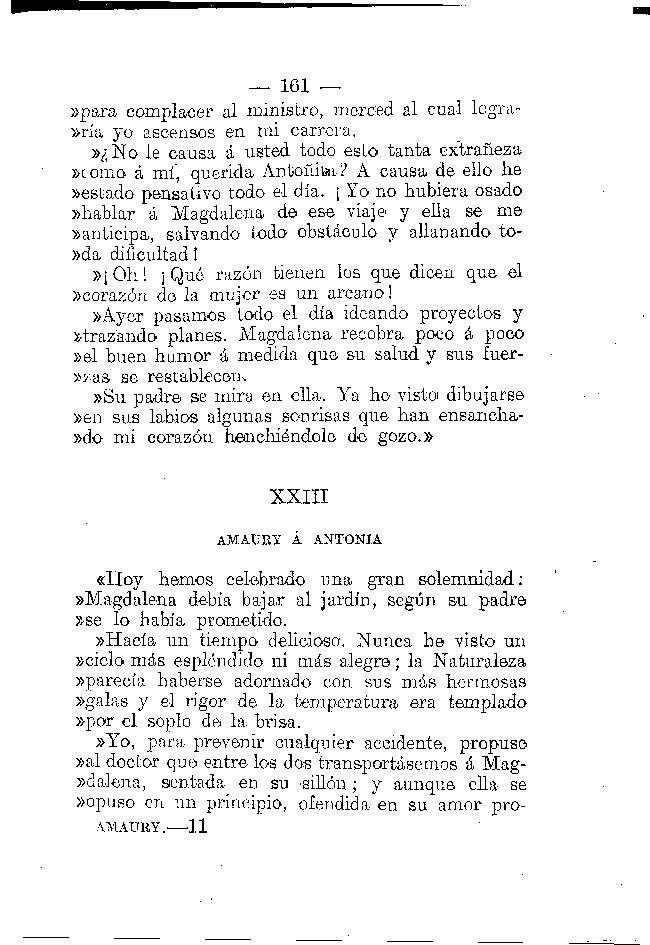 — 161 —
»para complacer al ministro, merced al cual logra-
»ría yo ascensos en mi carrera.
»¿No le causa á usted todo esto tanta extrañeza
»como á mí, querida Antoñita? A causa de ello he
»estado pensativo todo el día. ¡Yo no hubiera osado
»hablar á Magdalena de ese viaje y ella se me
»anticipa, salvando todo obstáculo y allanando to-
»da dificultad!
»¡Oh! ¡Qué razón tienen los que dicen que el
»corazón de la mujer es un arcano!
»Ayer pasamos todo el día ideando proyectos y
»trazando planes. Magdalena recobra poco á poco
»el buen humor á medida que su salud y sus fuer-
»zas se restablecen.
»Su padre se mira en ella. Ya he visto dibujarse
»en sus labios algunas sonrisas que han ensancha-
»do mi corazón henchiéndole de gozo.»
XXIII
AMAURY Á ANTONIA
«Hoy hemos celebrado una gran solemnidad:
»Magdalena debía bajar al jardín, según su padre
»se lo había prometido.
»Hacía un tiempo delicioso. Nunca he visto un
»cielo más espléndido ni más alegre; la Naturaleza
»parecía haberse adornado con sus más hermosas
»galas y el rigor de la temperatura era templado
»por el soplo de la brisa.
»Yo, para prevenir cualquier accidente, propuse
»al doctor que entre los dos transportásemos á Mag-
»dalena, sentada en su sillón; y aunque ella se
»opuso en un principio, ofendida en su amor pro-
AMAURY.—11